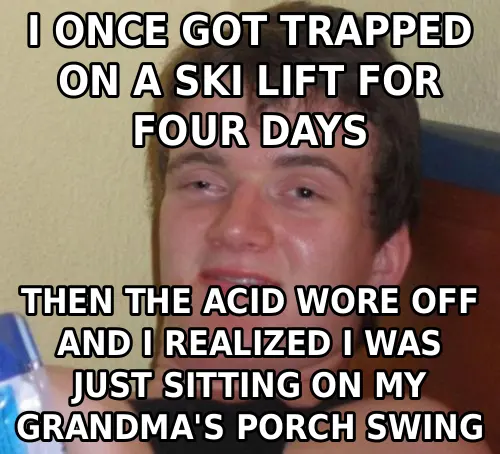 I ONCE GOT TRAPPED
ON A SKI LIFT FOR
FOUR DAYS
THEN THE ACID WORE OFF
AND I REALIZED I WAS
JUST SITTING ON MY
GRANDMA'S PORCH SWING